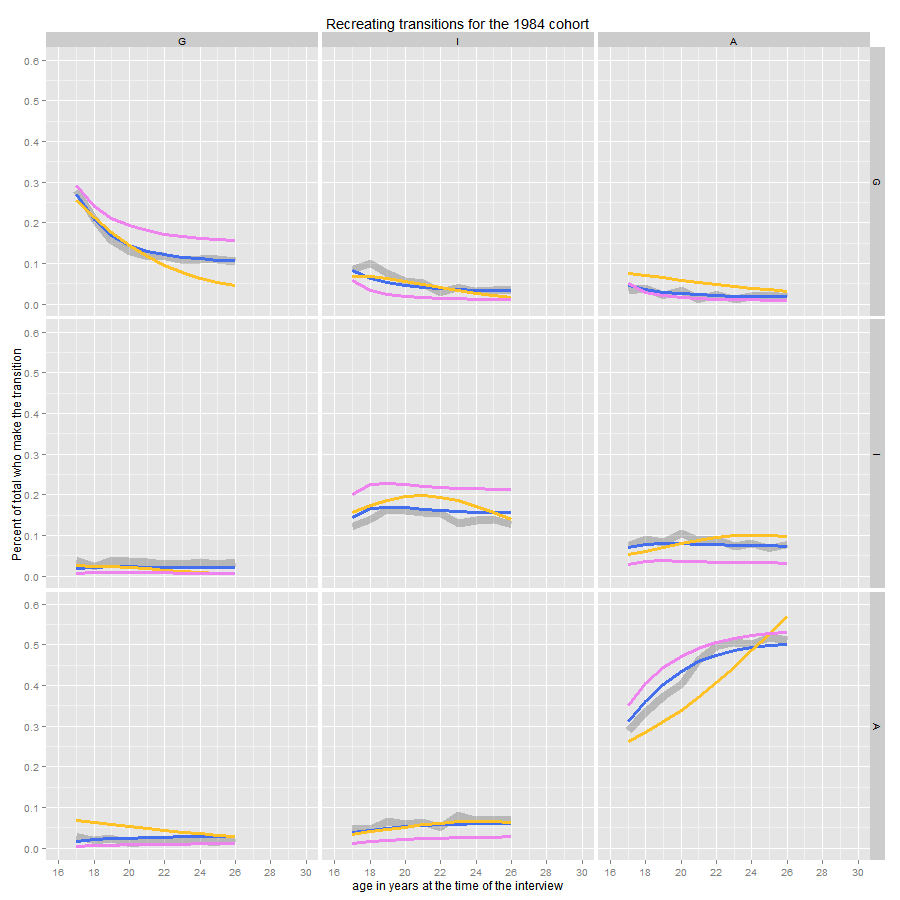 Recreating transitions for the 1984 cohort
G I A
0.6
0.5
0.4
0.3
0.2
0.1
0.0
G
0.6
0.5
0.4
0.3
0.2
0.1
0.0
I
0.6
0.5
0.4
0.3
0.2
0.1
0.0
A
Percent of total who make the transition
16 18 20 22 24 26 28 30 16 18 20 22 24 26 28 30 16 18 20 22 24 26 28 30
age in years at the time of the interview